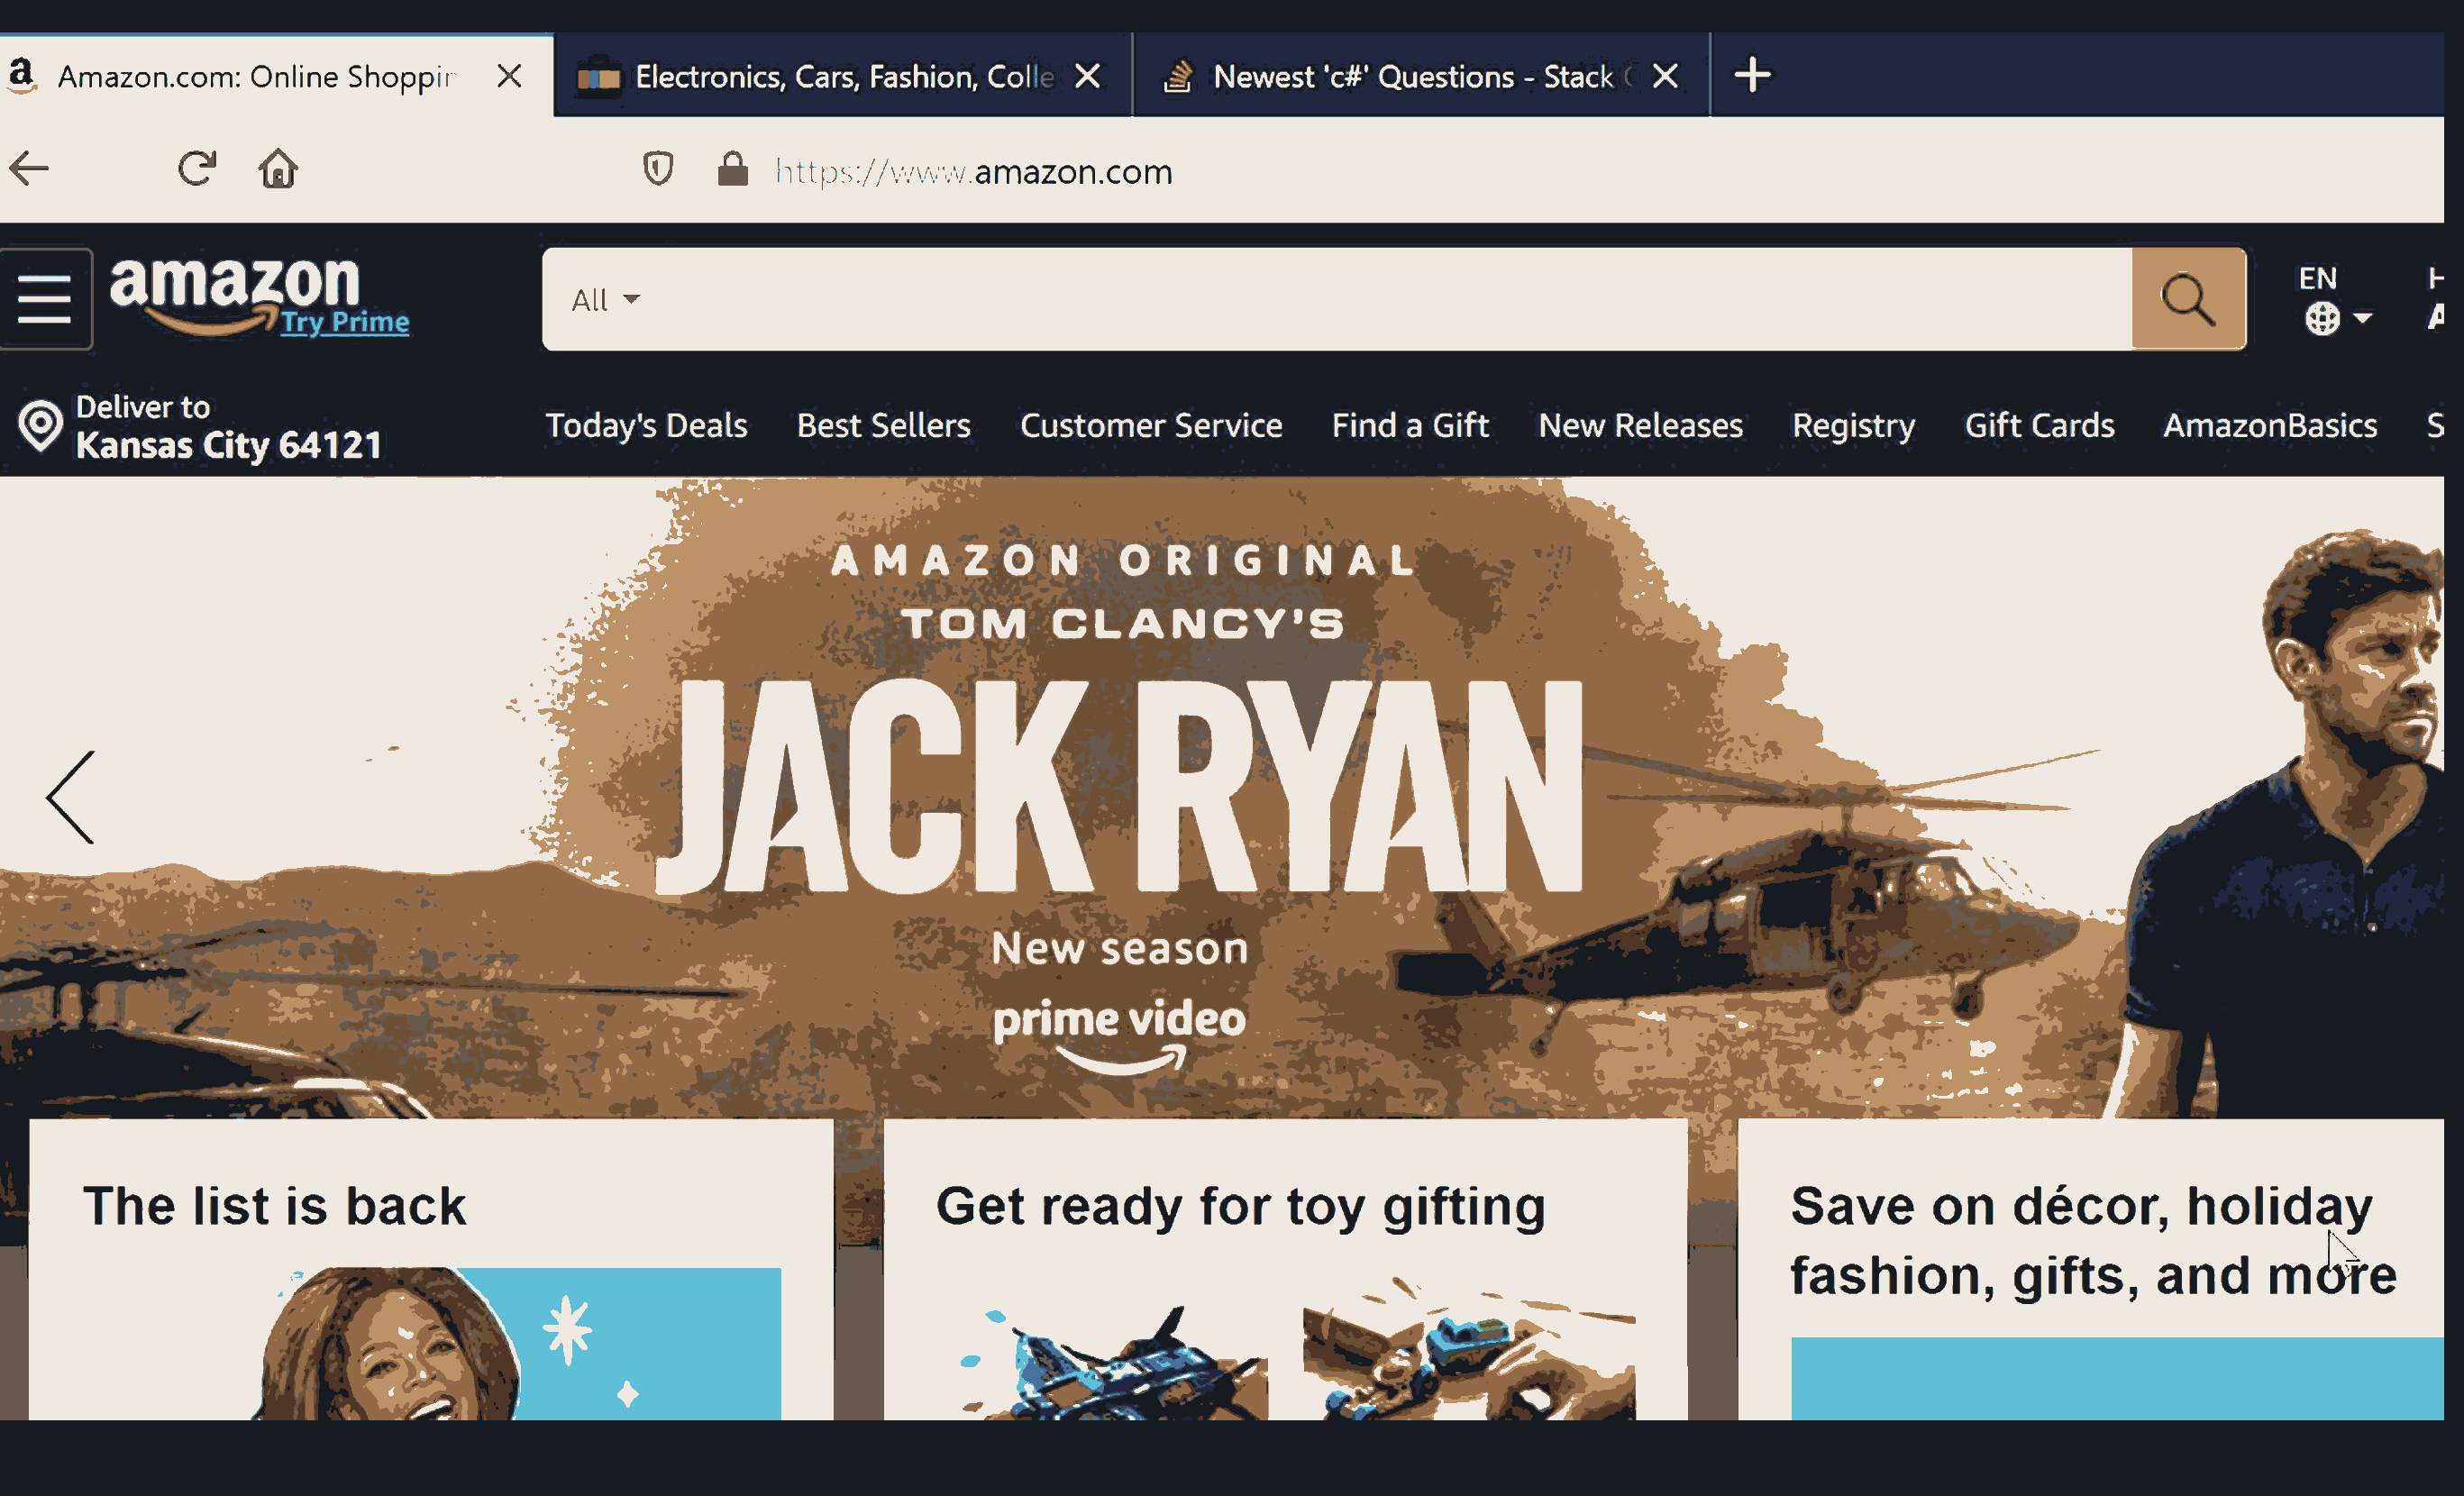 Amazon.com: Online Shoppin
Electronics, Cars, Fashion, Colle
Newest 'c#' Questions - Stack
https://www.amazon.com
amazon
Try Prime
All
EN
Deliver to
Kansas City 64121
Today's Deals Best Sellers Customer Service Find a Gift New Releases Registry Gift Cards AmazonBasics S
AMAZON ORIGINAL
TOM CLANCY'S
JACK RYAN
New season
prime video
The list is back
Get ready for toy gifting
Save on décor, holiday
fashion, gifts, and more